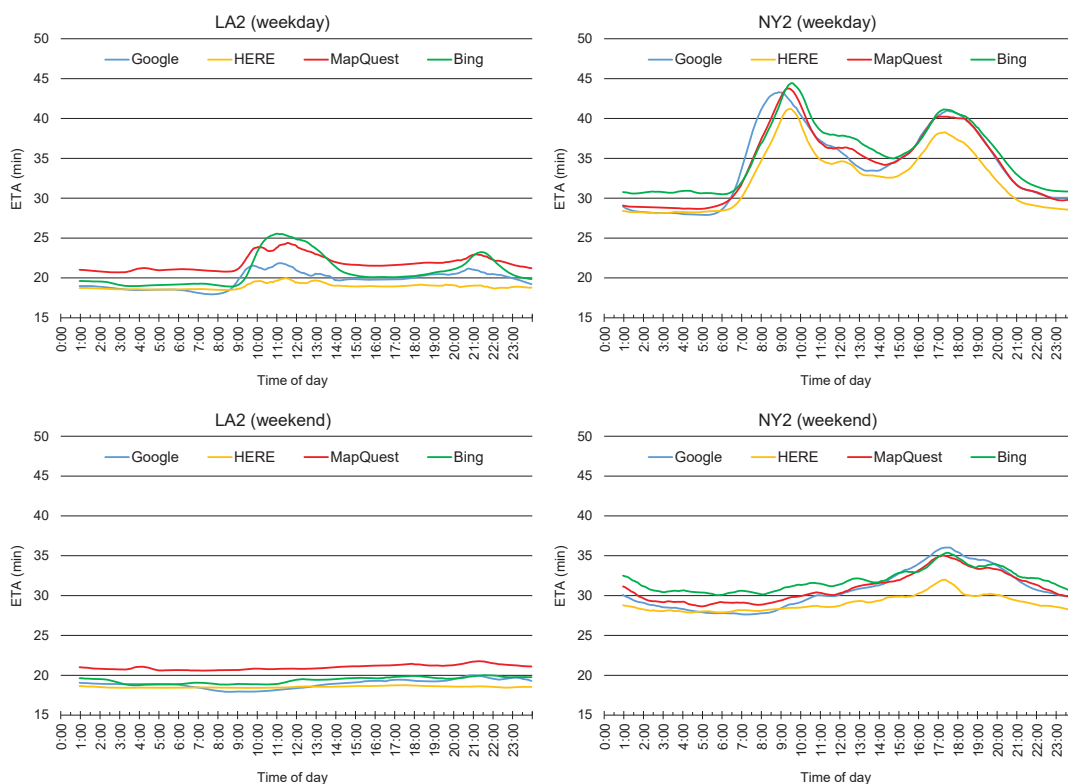 LA2 (weekday)
50
45
40
35
30
25
20
15
ETA (min)
Google HERE MapQuest Bing
0:00 1:00 2:00 3:00 4:00 5:00 6:00 7:00 8:00 9:00 10:00 11:00 12:00 13:00 14:00 15:00 16:00 17:00 18:00 19:00 20:00 21:00 22:00 23:00
Time of day
NY2 (weekday)
50
45
40
35
30
25
20
15
ETA (min)
Google HERE MapQuest Bing
0:00 1:00 2:00 3:00 4:00 5:00 6:00 7:00 8:00 9:00 10:00 11:00 12:00 13:00 14:00 15:00 16:00 17:00 18:00 19:00 20:00 21:00 22:00 23:00
Time of day
LA2 (weekend)
50
45
40
35
30
25
20
15
ETA (min)
Google HERE MapQuest Bing
0:00 1:00 2:00 3:00 4:00 5:00 6:00 7:00 8:00 9:00 10:00 11:00 12:00 13:00 14:00 15:00 16:00 17:00 18:00 19:00 20:00 21:00 22:00 23:00
Time of day
NY2 (weekend)
50
45
40
35
30
25
20
15
ETA (min)
Google HERE MapQuest Bing
0:00 1:00 2:00 3:00 4:00 5:00 6:00 7:00 8:00 9:00 10:00 11:00 12:00 13:00 14:00 15:00 16:00 17:00 18:00 19:00 20:00 21:00 22:00 23:00
Time of day